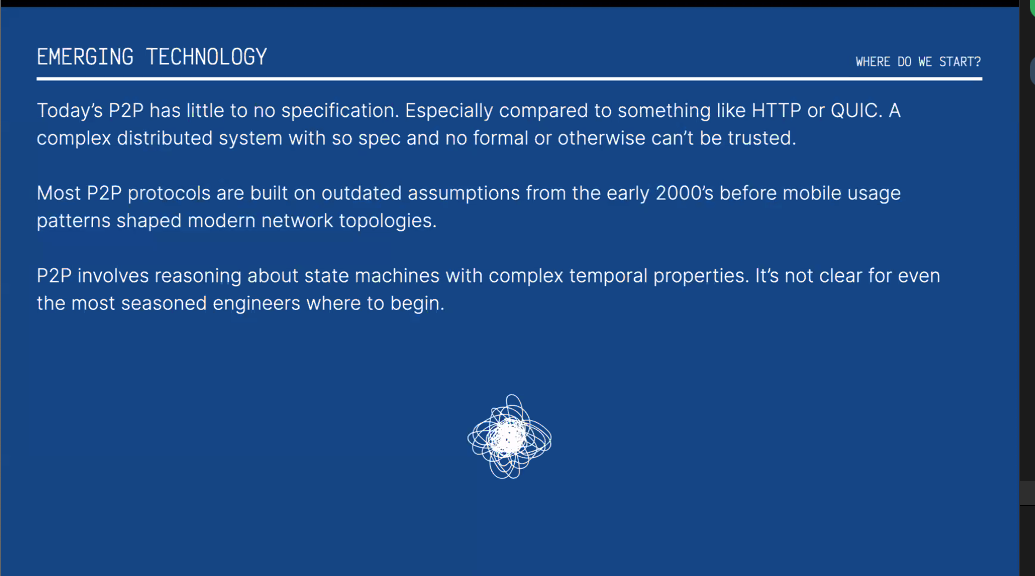 EMERGING TECHNOLOGY
WHERE DO WE START?
Today's P2P has little to no specification. Especially compared to something like HTTP or QUIC. A
complex distributed system with so spec and no formal or otherwise can't be trusted.
Most P2P protocols are built on outdated assumptions from the early 2000's before mobile usage
patterns shaped modern network topologies.
P2P involves reasoning about state machines with complex temporal properties. It's not clear for even
the most seasoned engineers where to begin.